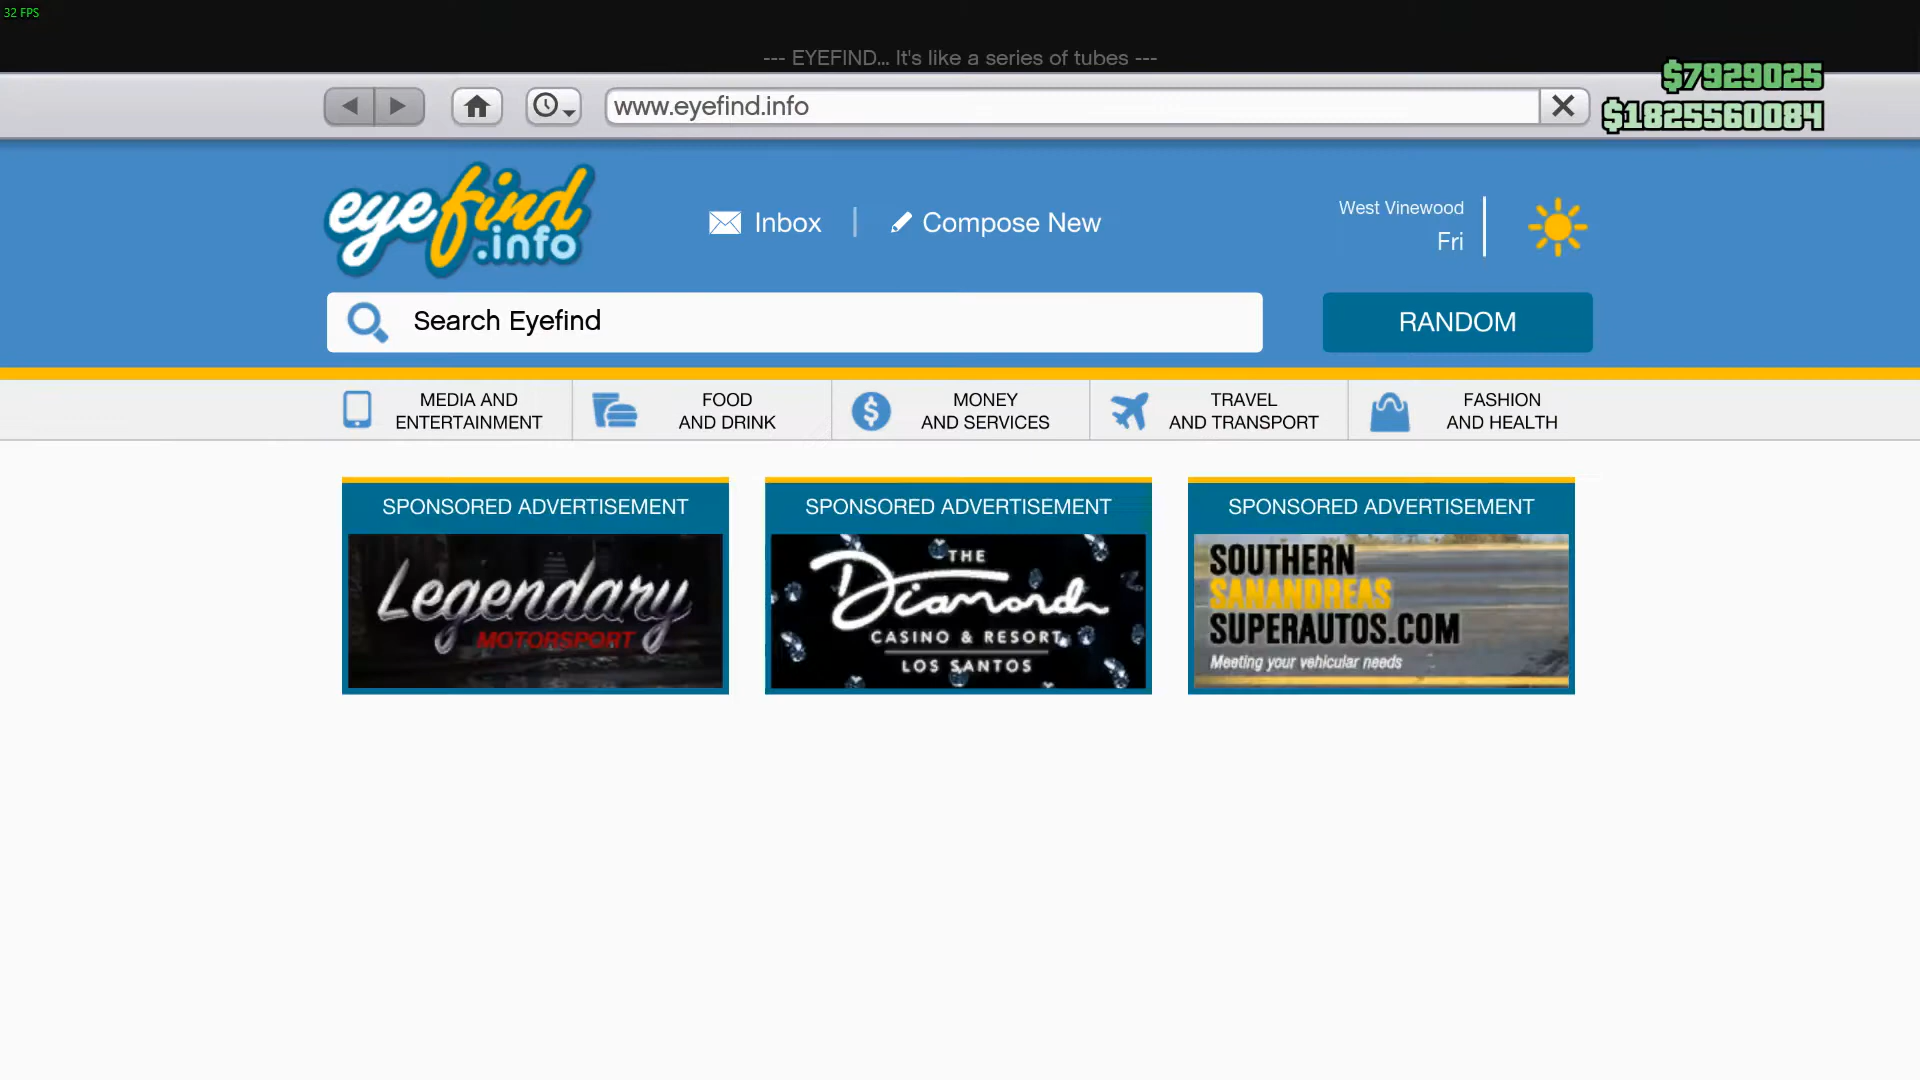 32 FPS
--- EYEFIND... It's like a series of tubes ---
$7929025
www.eyefind.info
$1825560084
eyefind
.info
Inbox
Compose New
West Vinewood
Fri
Search Eyefind
RANDOM
MEDIA AND
ENTERTAINMENT
FOOD
AND DRINK
MONEY
AND SERVICES
TRAVEL
AND TRANSPORT
FASHION
AND HEALTH
SPONSORED ADVERTISEMENT
Legendary
MOTORSPORT
SPONSORED ADVERTISEMENT
THE
Diamond
CASINO & RESORT
LOS SANTOS
SPONSORED ADVERTISEMENT
SOUTHERN
SANANDREAS
SUPERAUTOS.COM
Meeting your vehicular needs